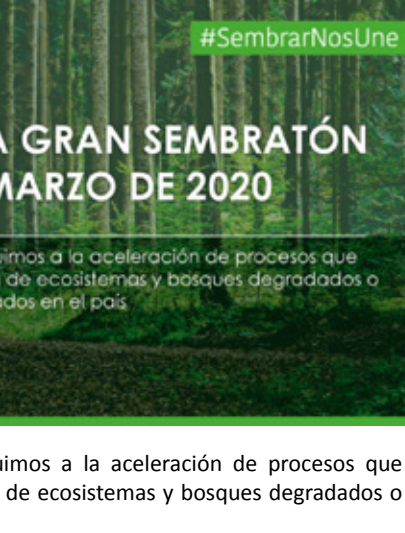 #SembrarNosUne
A GRAN SEMBRATÓN
MARZO DE 2020
uimos a la aceleración de procesos que
de ecosistemas y bosques degradados o
ados en el país
uimos a la aceleración de procesos que
de ecosistemas y bosques degradados o